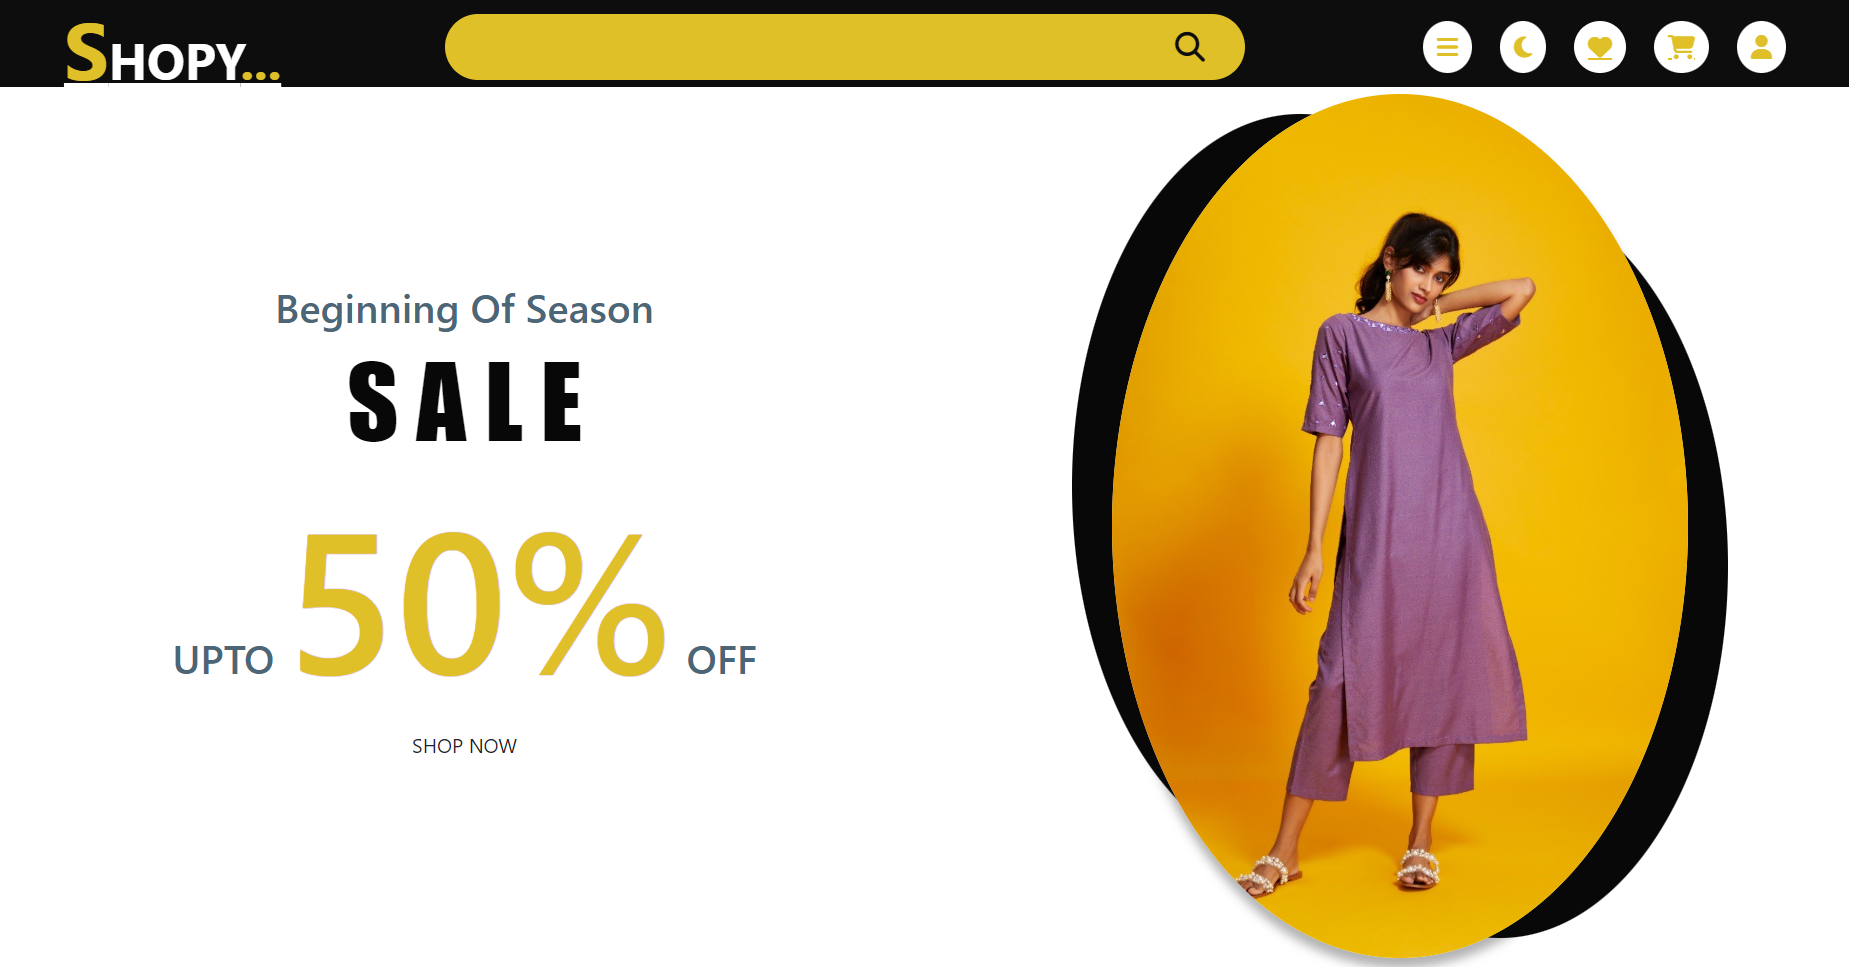 SHOPY...
Beginning Of Season
SALE
UPTO 50% OFF
SHOP NOW